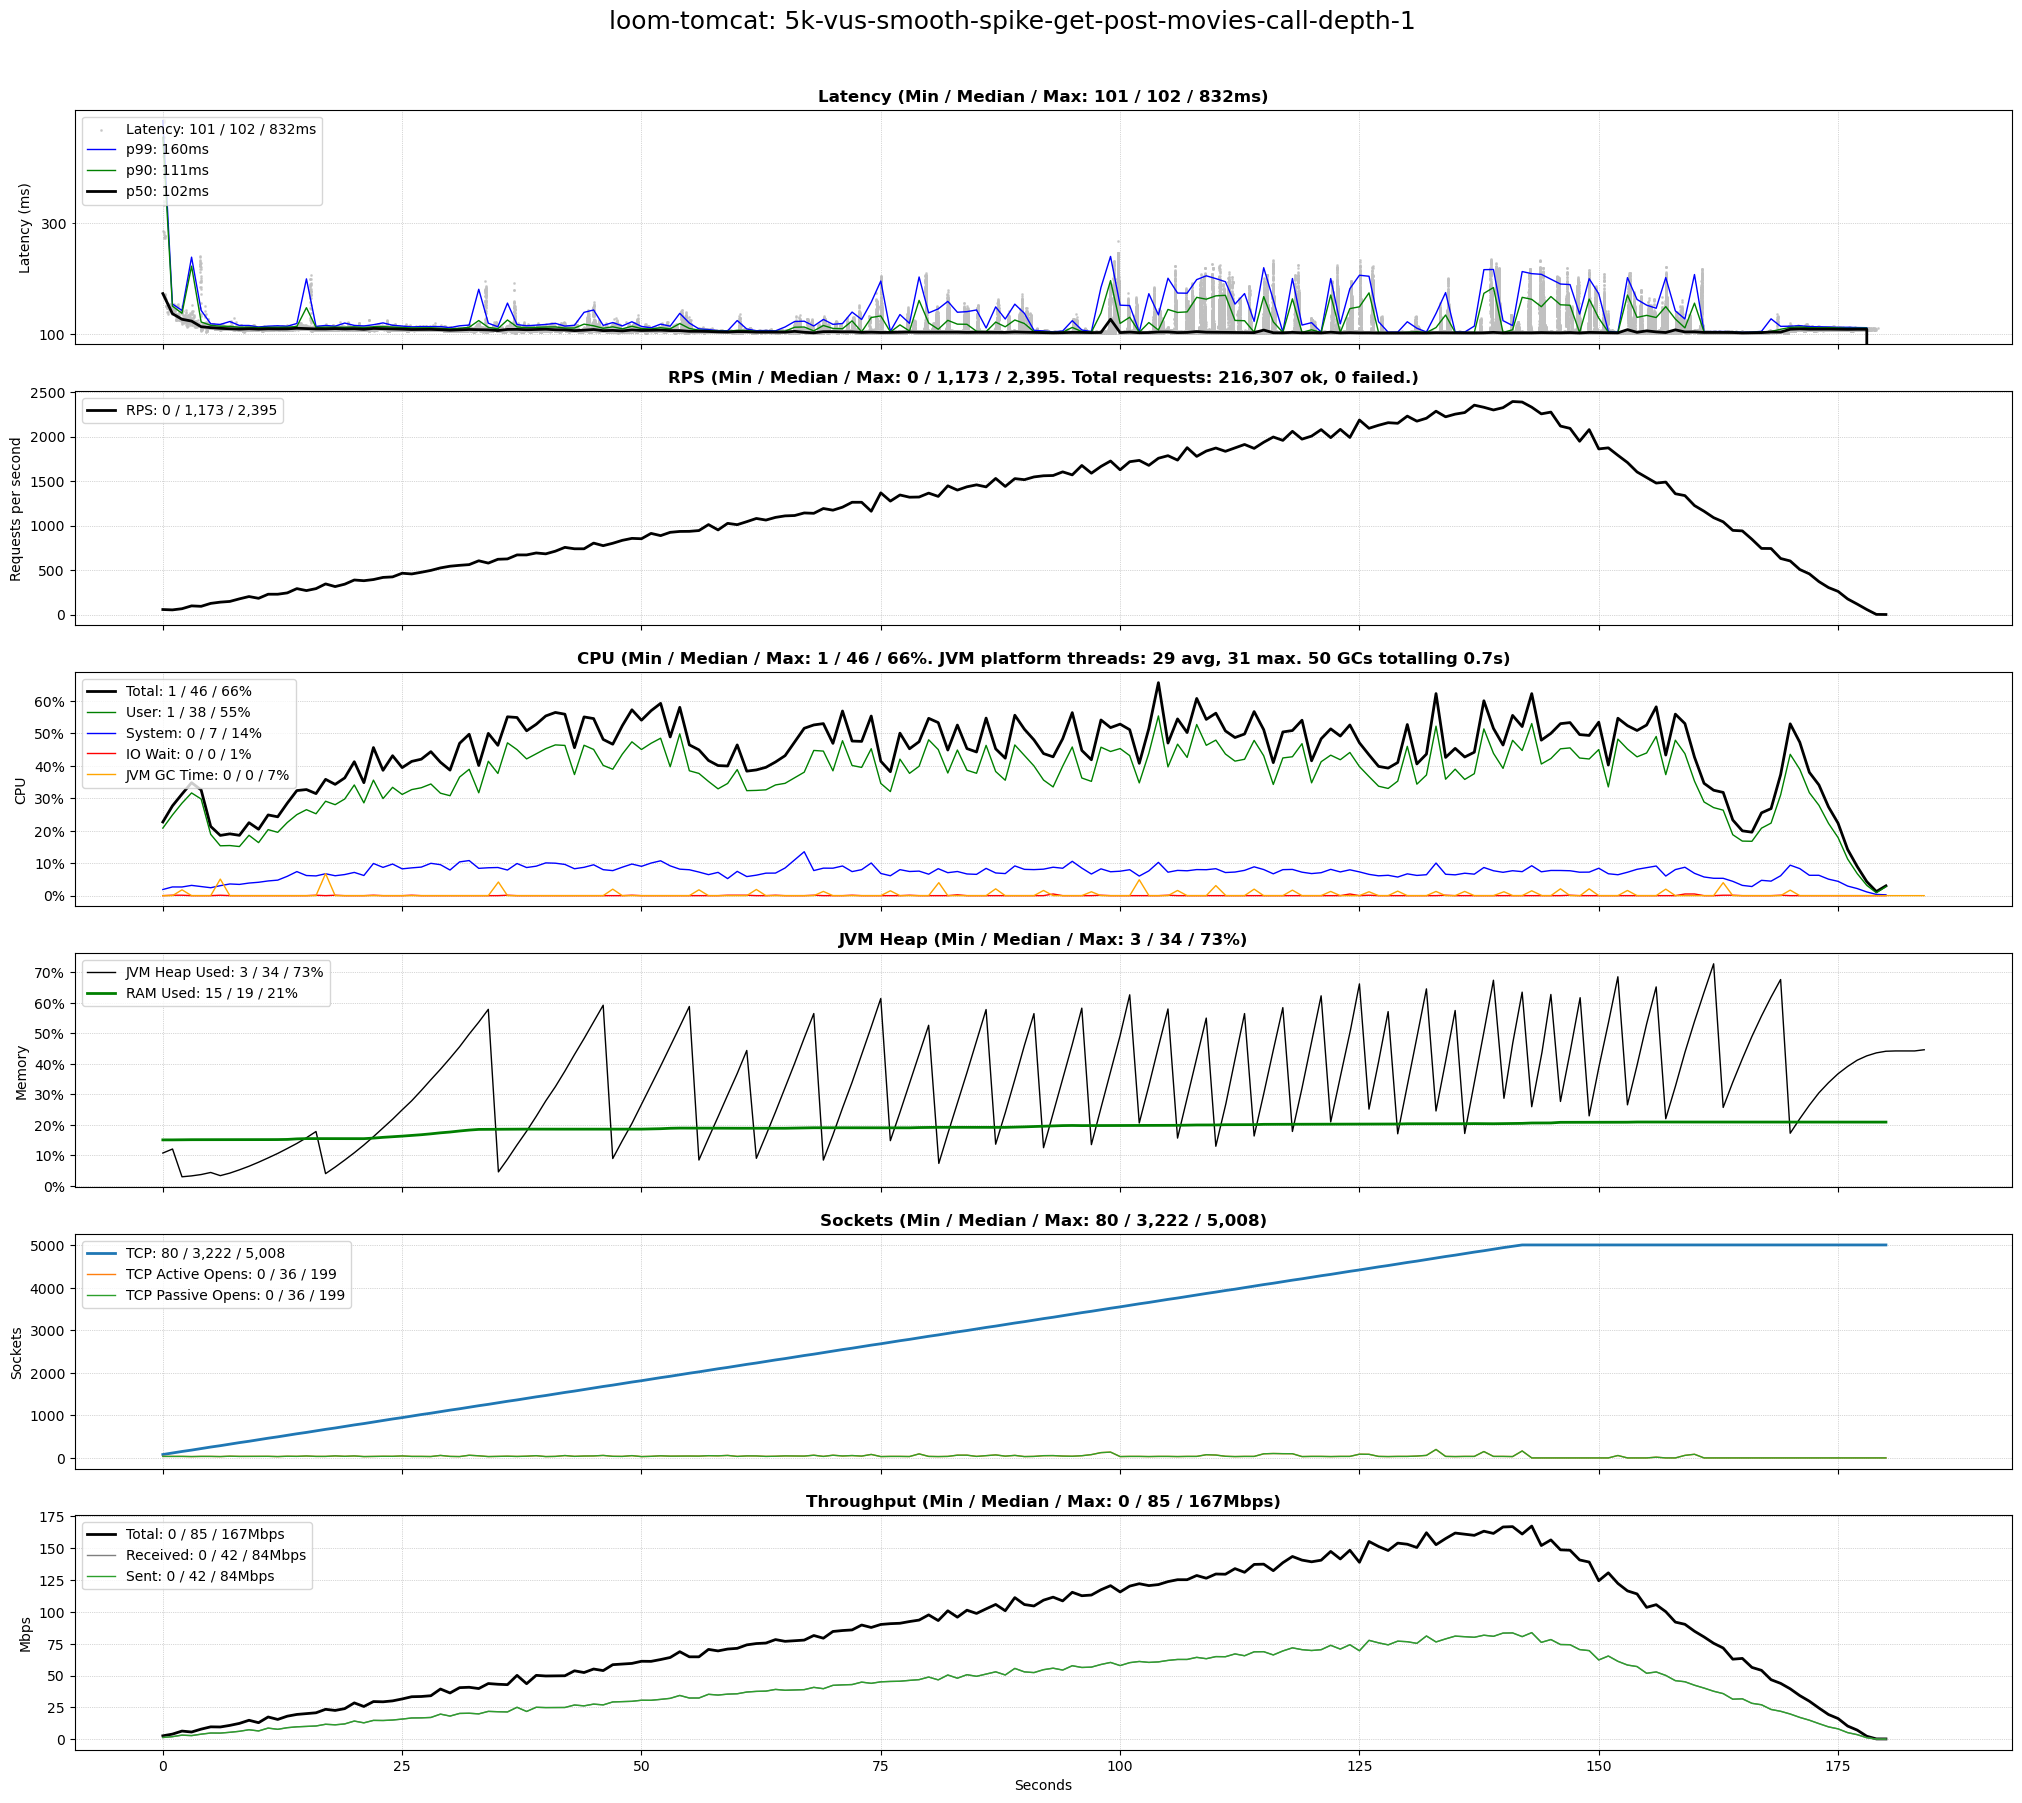 loom-tomcat: 5k-vus-smooth-spike-get-post-movies-call-depth-1
Latency (Min / Median / Max: 101 / 102 / 832ms)
Latency: 101 / 102 / 832ms
p99: 160ms
p90: 111ms
p50: 102ms
Latency (ms)
300
100
RPS (Min / Median / Max: 0 / 1,173 / 2,395. Total requests: 216,307 ok, 0 failed.)
RPS: 0 / 1,173 / 2,395
Requests per second
2500
2000
1500
1000
500
0
CPU (Min / Median / Max: 1 / 46 / 66%. JVM platform threads: 29 avg, 31 max. 50 GCs totalling 0.7s)
Total: 1 / 46 / 66%
User: 1 / 38 / 55%
System: 0 / 7 / 14%
IO Wait: 0 / 0 / 1%
JVM GC Time: 0 / 0 / 7%
CPU
60%
50%
40%
30%
20%
10%
0%
JVM Heap (Min / Median / Max: 3 / 34 / 73%)
JVM Heap Used: 3 / 34 / 73%
RAM Used: 15 / 19 / 21%
Memory
70%
60%
50%
40%
30%
20%
10%
0%
Sockets (Min / Median / Max: 80 / 3,222 / 5,008)
TCP: 80 / 3,222 / 5,008
TCP Active Opens: 0 / 36 / 199
TCP Passive Opens: 0 / 36 / 199
Sockets
5000
4000
3000
2000
1000
0
Throughput (Min / Median / Max: 0 / 85 / 167Mbps)
Total: 0 / 85 / 167Mbps
Received: 0 / 42 / 84Mbps
Sent: 0 / 42 / 84Mbps
Mbps
175
150
125
100
75
50
25
0
0 25 50 75 100 125 150 175
Seconds